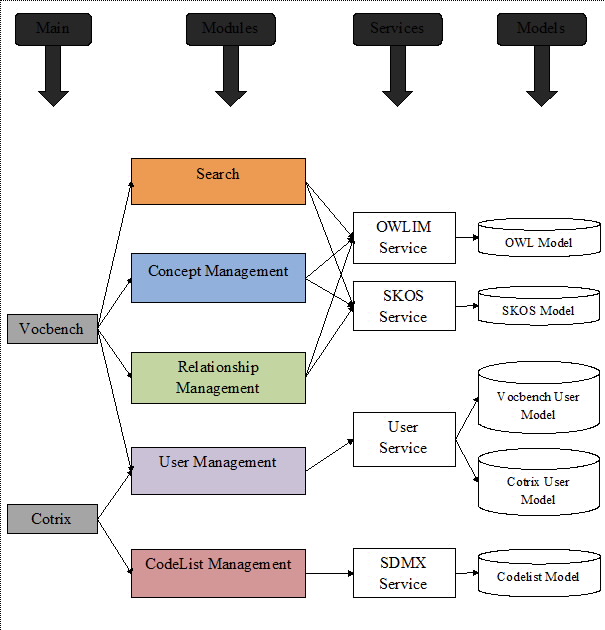 Main
Modules
Services
Models
Search
OWLIM
Service
OWL Model
Concept Management
SKOS
Service
SKOS Model
Vocbench
Relationship
Management
Vocbench User
Model
User
Service
User Management
Cotrix User
Model
Cotrix
CodeList Management
SDMX
Service
Codelist Model